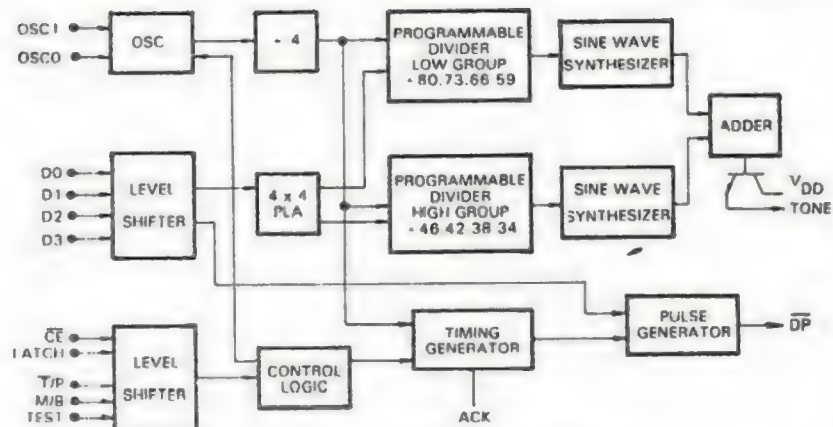 OSC1
OSCO
OSC
÷ 4
PROGRAMMABLE
DIVIDER
LOW GROUP
÷ 80.73.66 59
SINE WAVE
SYNTHESIZER
ADDER
VDD
TONE
D0
D1
D2
D3
LEVEL
SHIFTER
4 x 4
PLA
PROGRAMMABLE
DIVIDER
HIGH GROUP
÷ 46 42 38 34
SINE WAVE
SYNTHESIZER
CE
LATCH
T/P
M/B
TEST
LEVEL
SHIFTER
CONTROL
LOGIC
TIMING
GENERATOR
ACK
PULSE
GENERATOR
DP